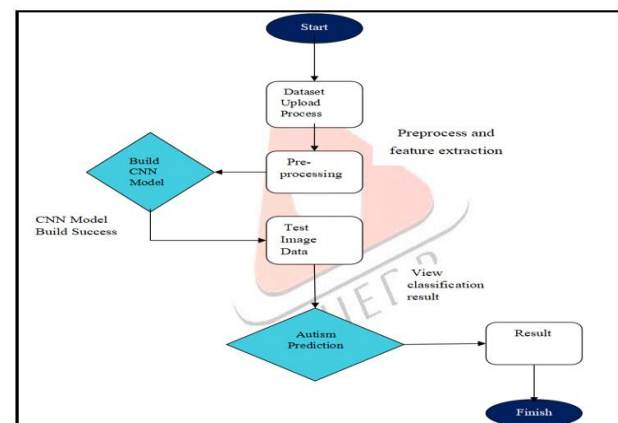 Start
Dataset
Upload
Process
Preprocess and
feature extraction
Pre-
processing
Build
CNN
Model
CNN Model
Build Success
Test
Image
Data
View
classification
result
Autism
Prediction
Result
Finish